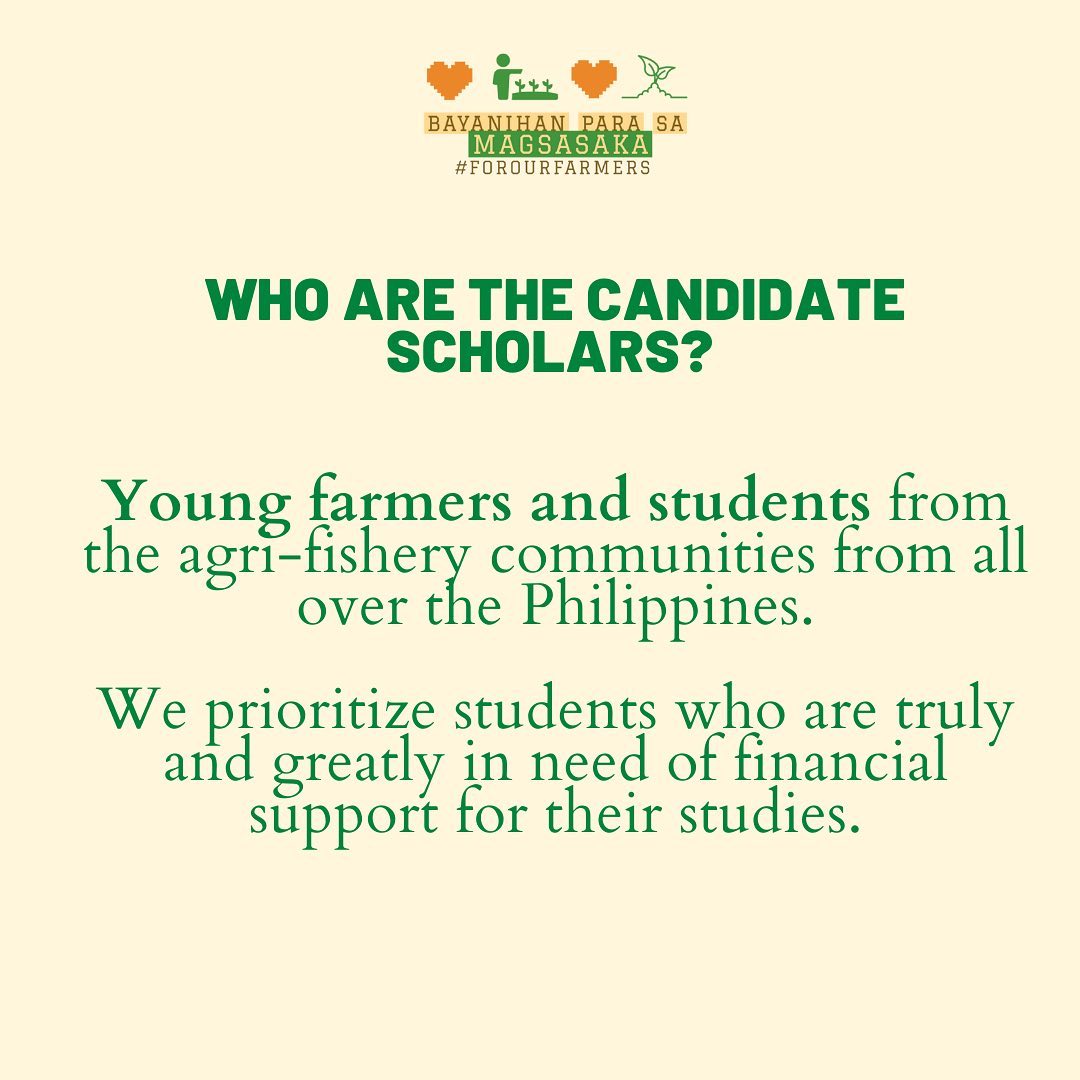 BAYANIHAN PARA SA
MAGSASAKA
#FOROURFARMERS
WHO ARE THE CANDIDATE
SCHOLARS?
Young farmers and students from
the agri-fishery communities from all
over the Philippines.
We prioritize students who are truly
and greatly in need of financial
support for their studies.